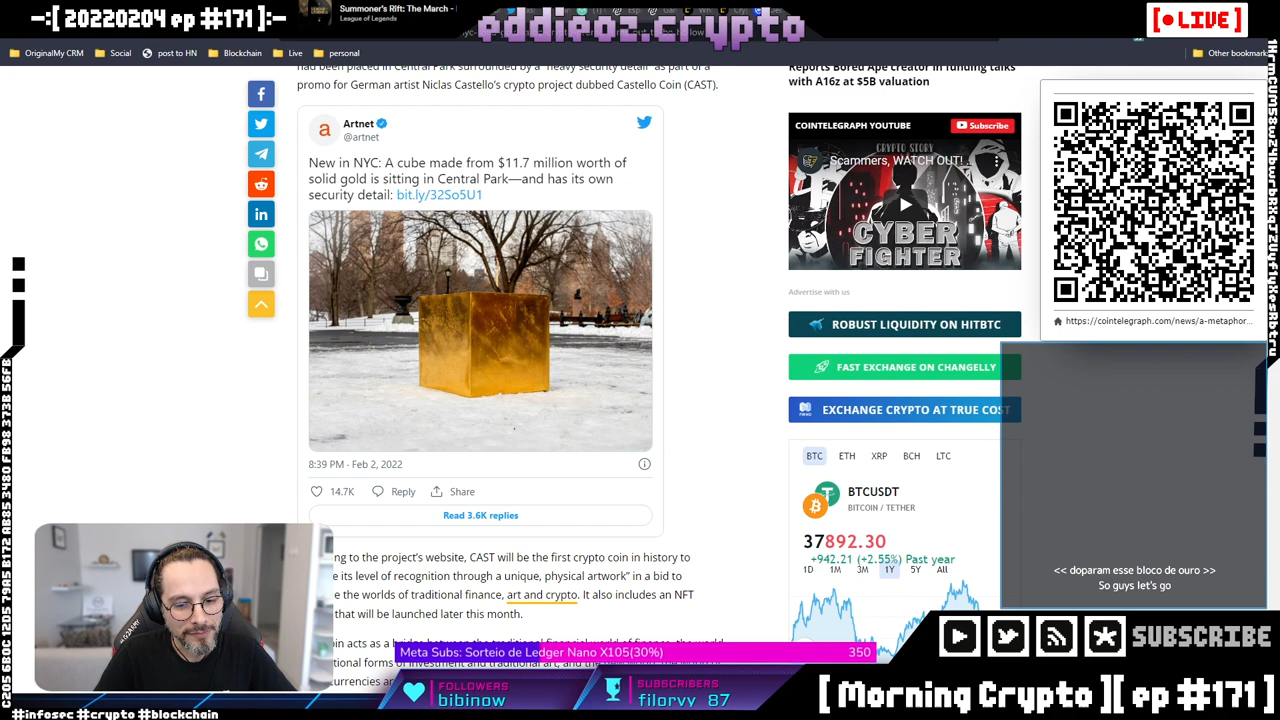 -:[ 20220204 ep #171 ]:-
Summoner's Rift: The March -
League of Legends
eddieoz.crypto
[ • LIVE ]
OriginalMy CRM
Social
post to HN
Blockchain
Live
personal
Other bookmark
had been placed in Central Park surrounded by a "heavy security detail" as part of a
promo for German artist Niclas Castello's crypto project dubbed Castello Coin (CAST).
Artnet
@artnet
New in NYC: A cube made from $11.7 million worth of
solid gold is sitting in Central Park—and has its own
security detail: bit.ly/32So5U1
8:39 PM · Feb 2, 2022
14.7K
Reply
Share
Read 3.6K replies
ng to the project's website, CAST will be the first crypto coin in history to
e its level of recognition through a unique, physical artwork" in a bid to
e the worlds of traditional finance, art and crypto. It also includes an NFT
that will be launched later this month.
Reports Bored Ape creator in funding talks
with A16z at $5B valuation
COINTELEGRAPH YOUTUBE
Subscribe
CRYPTO STORY
Scammers, WATCH OUT! ...
CYBER
FIGHTER
Advertise with us
ROBUST LIQUIDITY ON HITBTC
FAST EXCHANGE ON CHANGELLY
EXCHANGE CRYPTO AT TRUE COST
BTC
ETH
XRP
BCH
LTC
BTCUSDT
BITCOIN / TETHER
37892.30
+942.21 (+2.55%) Past year
1D
1M
3M
1Y
5Y
All
https://cointelegraph.com/news/a-metaphor...
<< doparam esse bloco de ouro >>
So guys let's go
Meta Subs: Sorteio de Ledger Nano X105(30%)
350
FOLLOWERS
bibinow
SUBSCRIBERS
filorvy 87
SUBSCRIBE
[ Morning Crypto ][ ep #171 ]
#infosec #crypto #blockchain